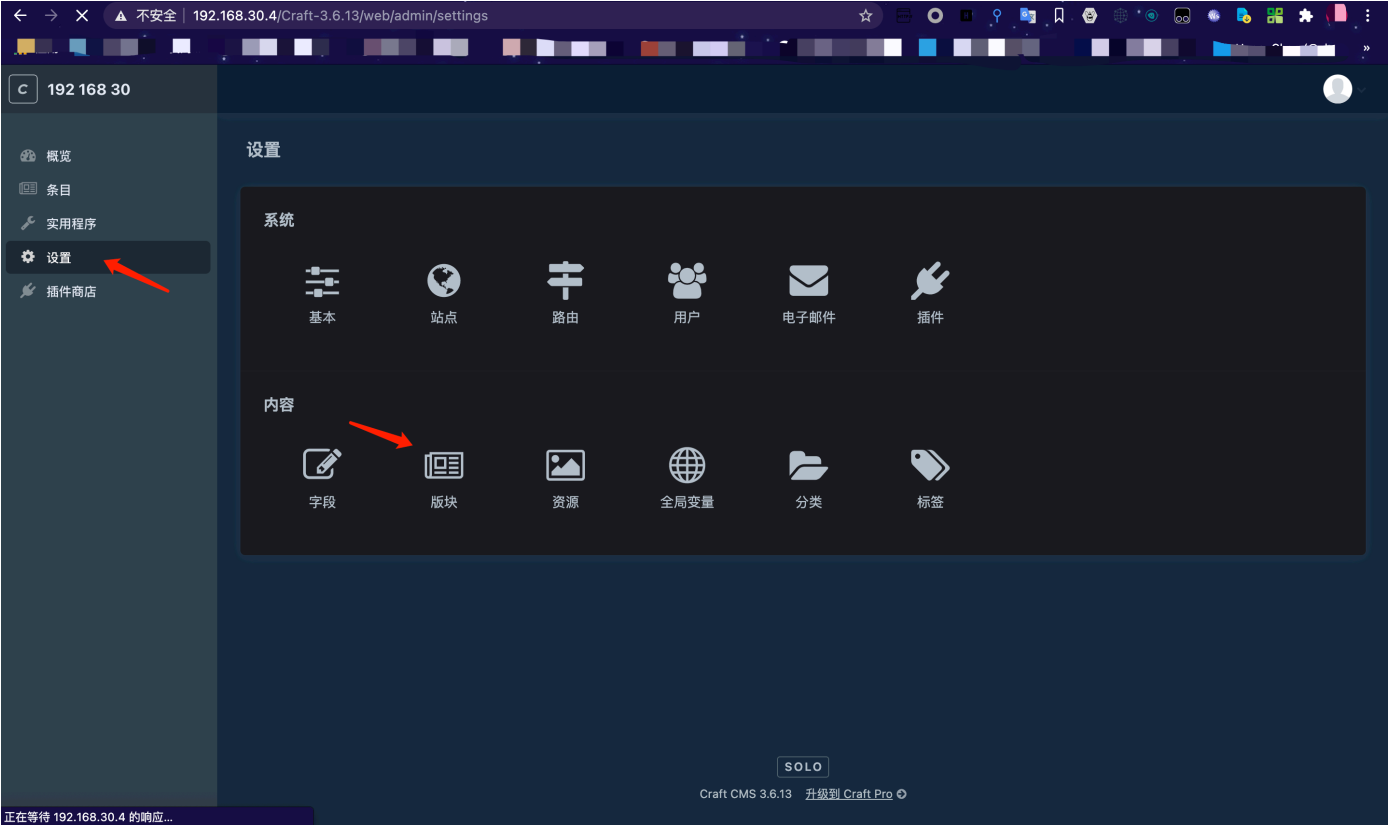 不安全 192.168.30.4/Craft-3.6.13/web/admin/settings
C 192 168 30
概览
条目
实用程序
设置
插件商店
设置
系统
基本 站点 路由 用户 电子邮件 插件
内容
字段 版块 资源 全局变量 分类 标签
SOLO
Craft CMS 3.6.13 升级到 Craft Pro
正在等待 192.168.30.4 的响应...